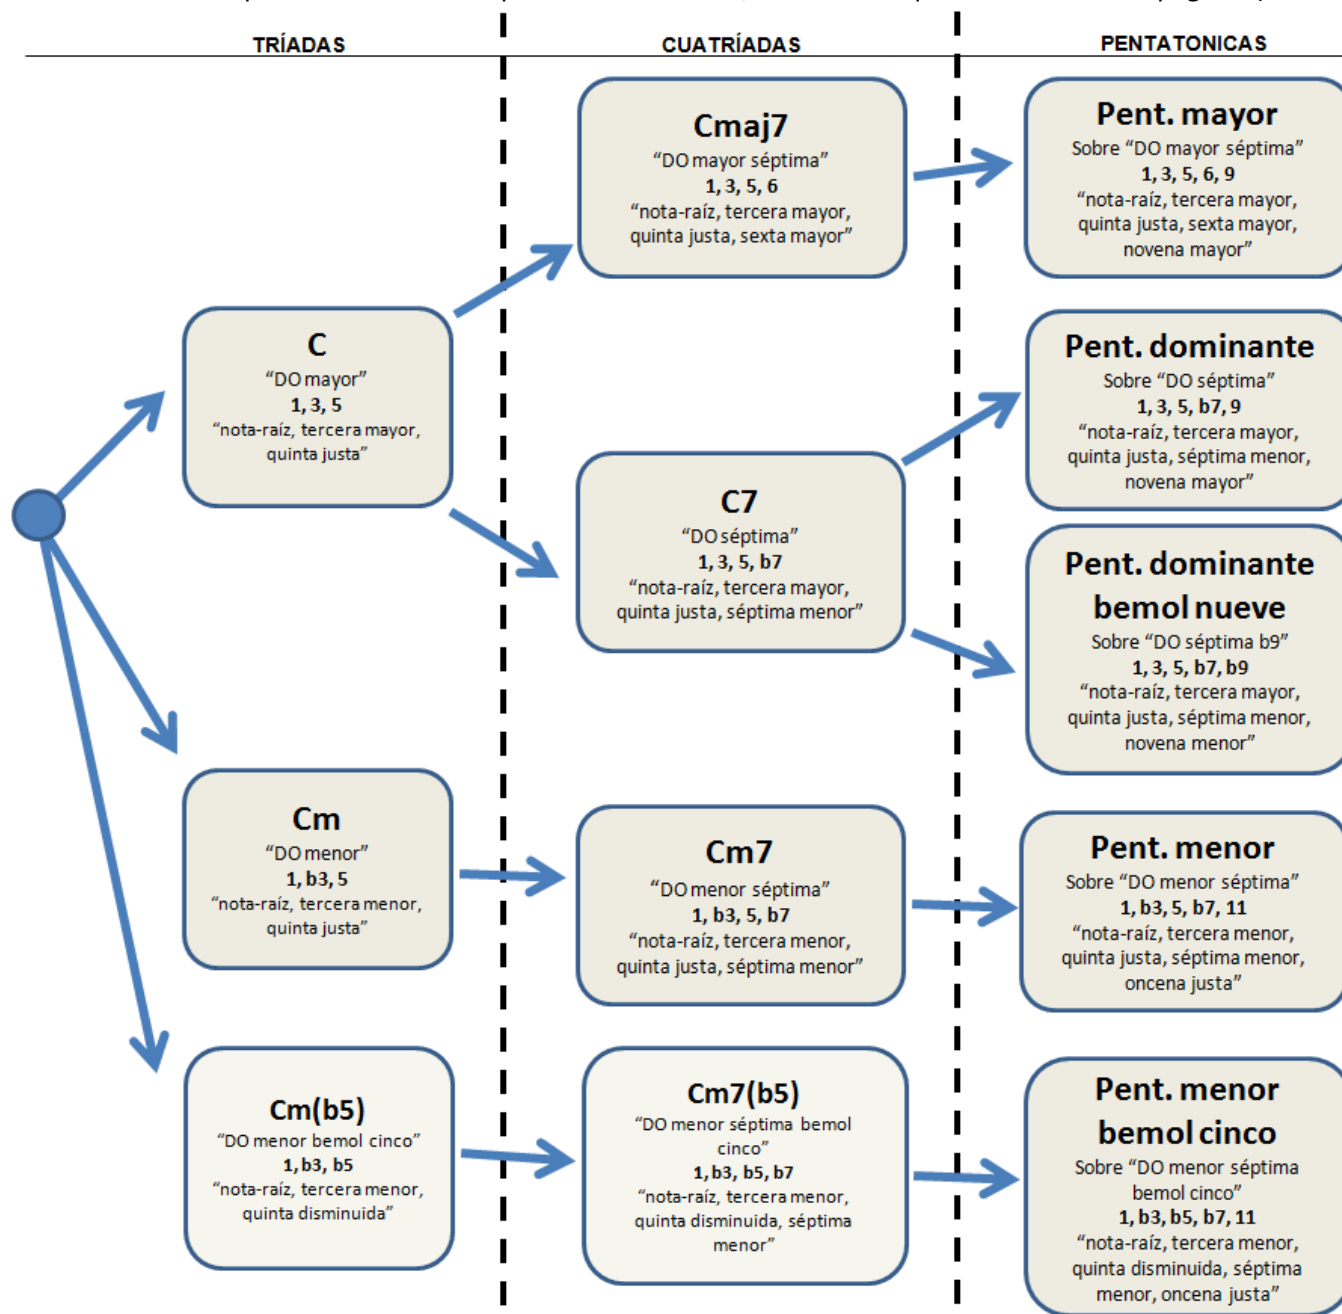 TRÍADAS
CUATRÍADAS
PENTATONICAS
C
“DO mayor”
1, 3, 5
“nota-raíz, tercera mayor,
quinta justa”
Cm
“DO menor”
1, b3, 5
“nota-raíz, tercera menor,
quinta justa”
Cm(b5)
“DO menor bemol cinco”
1, b3, b5
“nota-raíz, tercera menor,
quinta disminuida”
Cmaj7
“DO mayor séptima”
1, 3, 5, 6
“nota-raíz, tercera mayor,
quinta justa, sexta mayor”
C7
“DO séptima”
1, 3, 5, b7
“nota-raíz, tercera mayor,
quinta justa, séptima menor”
Cm7
“DO menor séptima”
1, b3, 5, b7
“nota-raíz, tercera menor,
quinta justa, séptima menor”
Cm7(b5)
“DO menor séptima bemol
cinco”
1, b3, b5, b7
“nota-raíz, tercera menor,
quinta disminuida, séptima
menor”
Pent. mayor
Sobre “DO mayor séptima”
1, 3, 5, 6, 9
“nota-raíz, tercera mayor,
quinta justa, sexta mayor,
novena mayor”
Pent. dominante
Sobre “DO séptima”
1, 3, 5, b7, 9
“nota-raíz, tercera mayor,
quinta justa, séptima menor,
novena mayor”
Pent. dominante
bemol nueve
Sobre “DO séptima b9”
1, 3, 5, b7, b9
“nota-raíz, tercera mayor,
quinta justa, séptima menor,
novena menor”
Pent. menor
Sobre “DO menor séptima”
1, b3, 5, b7, 11
“nota-raíz, tercera menor,
quinta justa, séptima menor,
oncena justa”
Pent. menor
bemol cinco
Sobre “DO menor séptima
bemol cinco”
1, b3, b5, b7, 11
“nota-raíz, tercera menor,
quinta disminuida, séptima
menor, oncena justa”